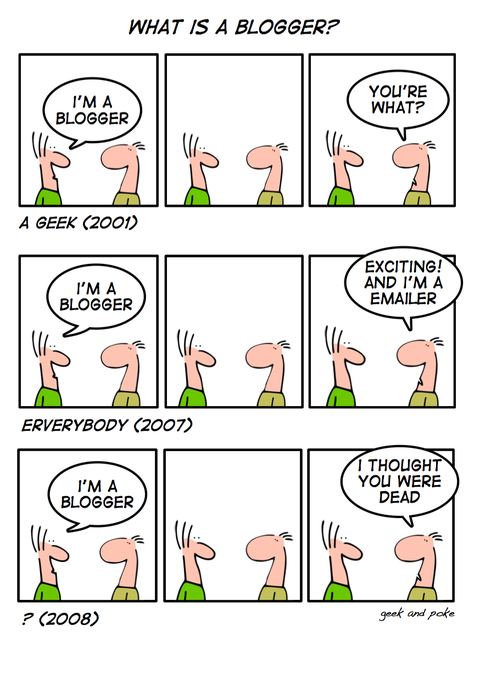 WHAT IS A BLOGGER?
I'M A
BLOGGER
YOU'RE
WHAT?
A GEEK (2001)
I'M A
BLOGGER
EXCITING!
AND I'M A
EMAILER
ERVERYBODY (2007)
I'M A
BLOGGER
I THOUGHT
YOU WERE
DEAD
? (2008)
geek and poke